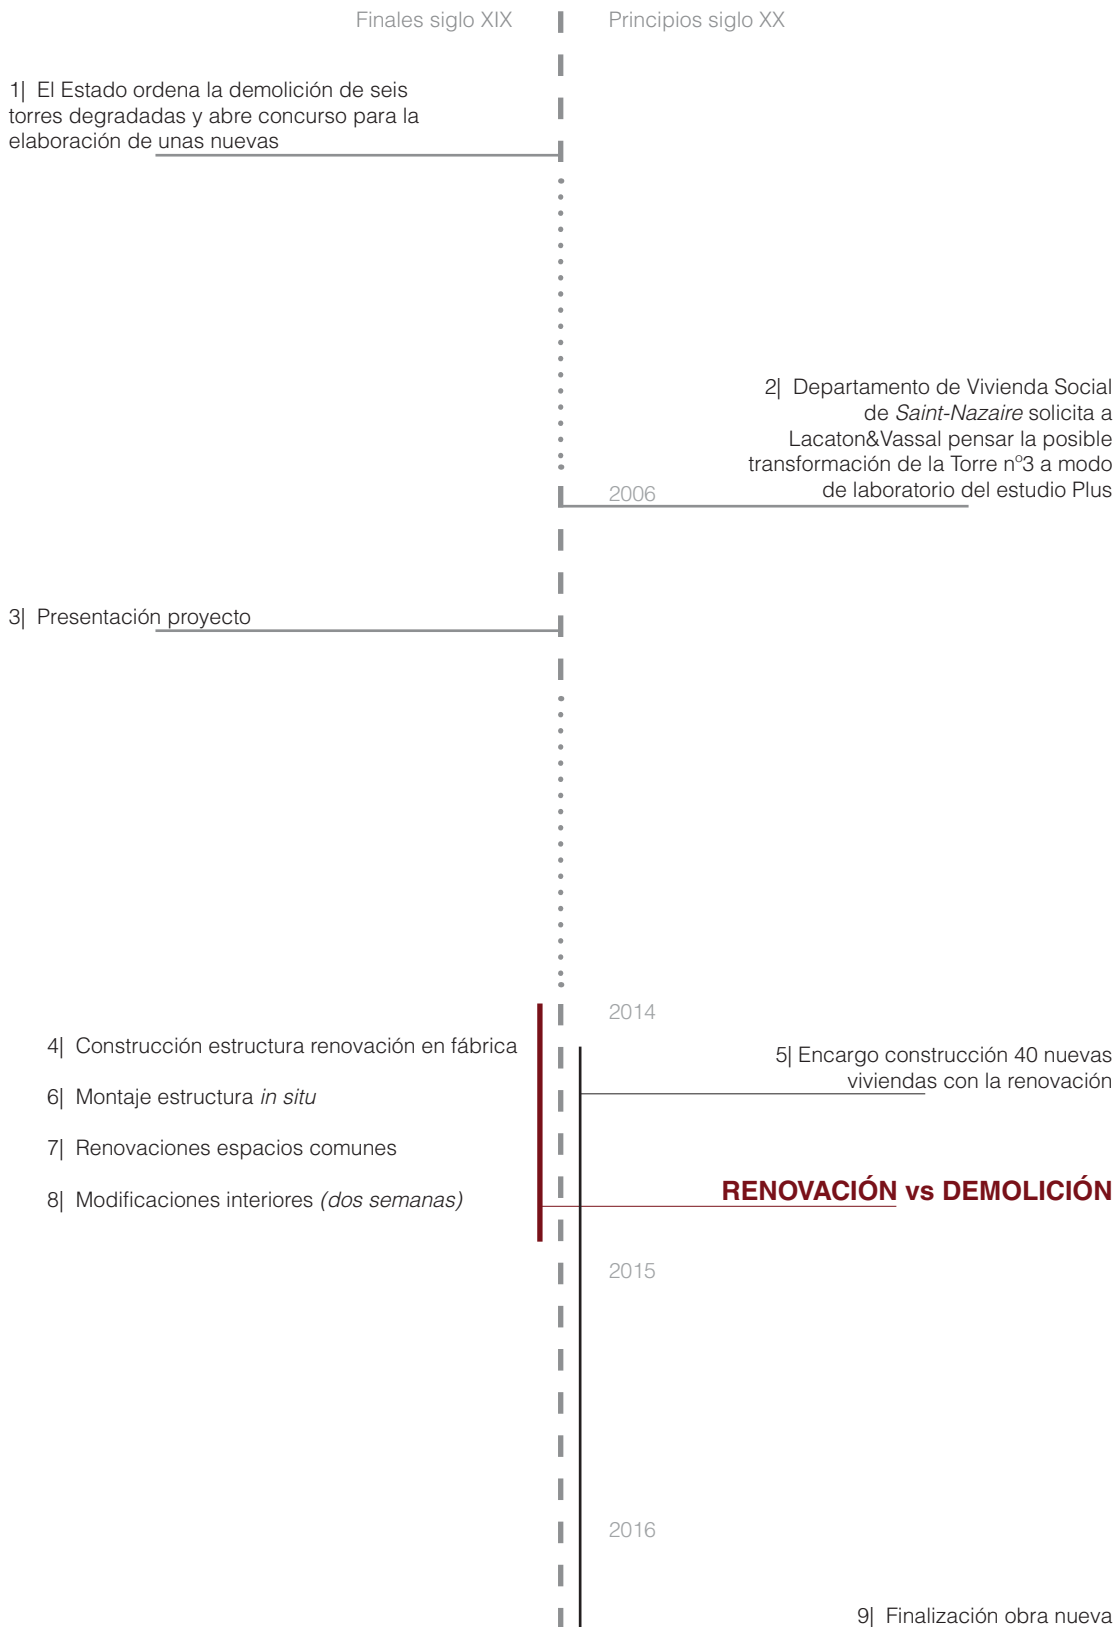 Finales siglo XIX
Principios siglo XX
1| El Estado ordena la demolición de seis
torres degradadas y abre concurso para la
elaboración de unas nuevas
2| Departamento de Vivienda Social
de Saint-Nazaire solicita a
Lacaton&Vassal pensar la posible
transformación de la Torre nº3 a modo
de laboratorio del estudio Plus
2006
3| Presentación proyecto
2014
4| Construcción estructura renovación en fábrica
5| Encargo construcción 40 nuevas
viviendas con la renovación
6| Montaje estructura in situ
7| Renovaciones espacios comunes
8| Modificaciones interiores (dos semanas)
RENOVACIÓN vs DEMOLICIÓN
2015
2016
9| Finalización obra nueva